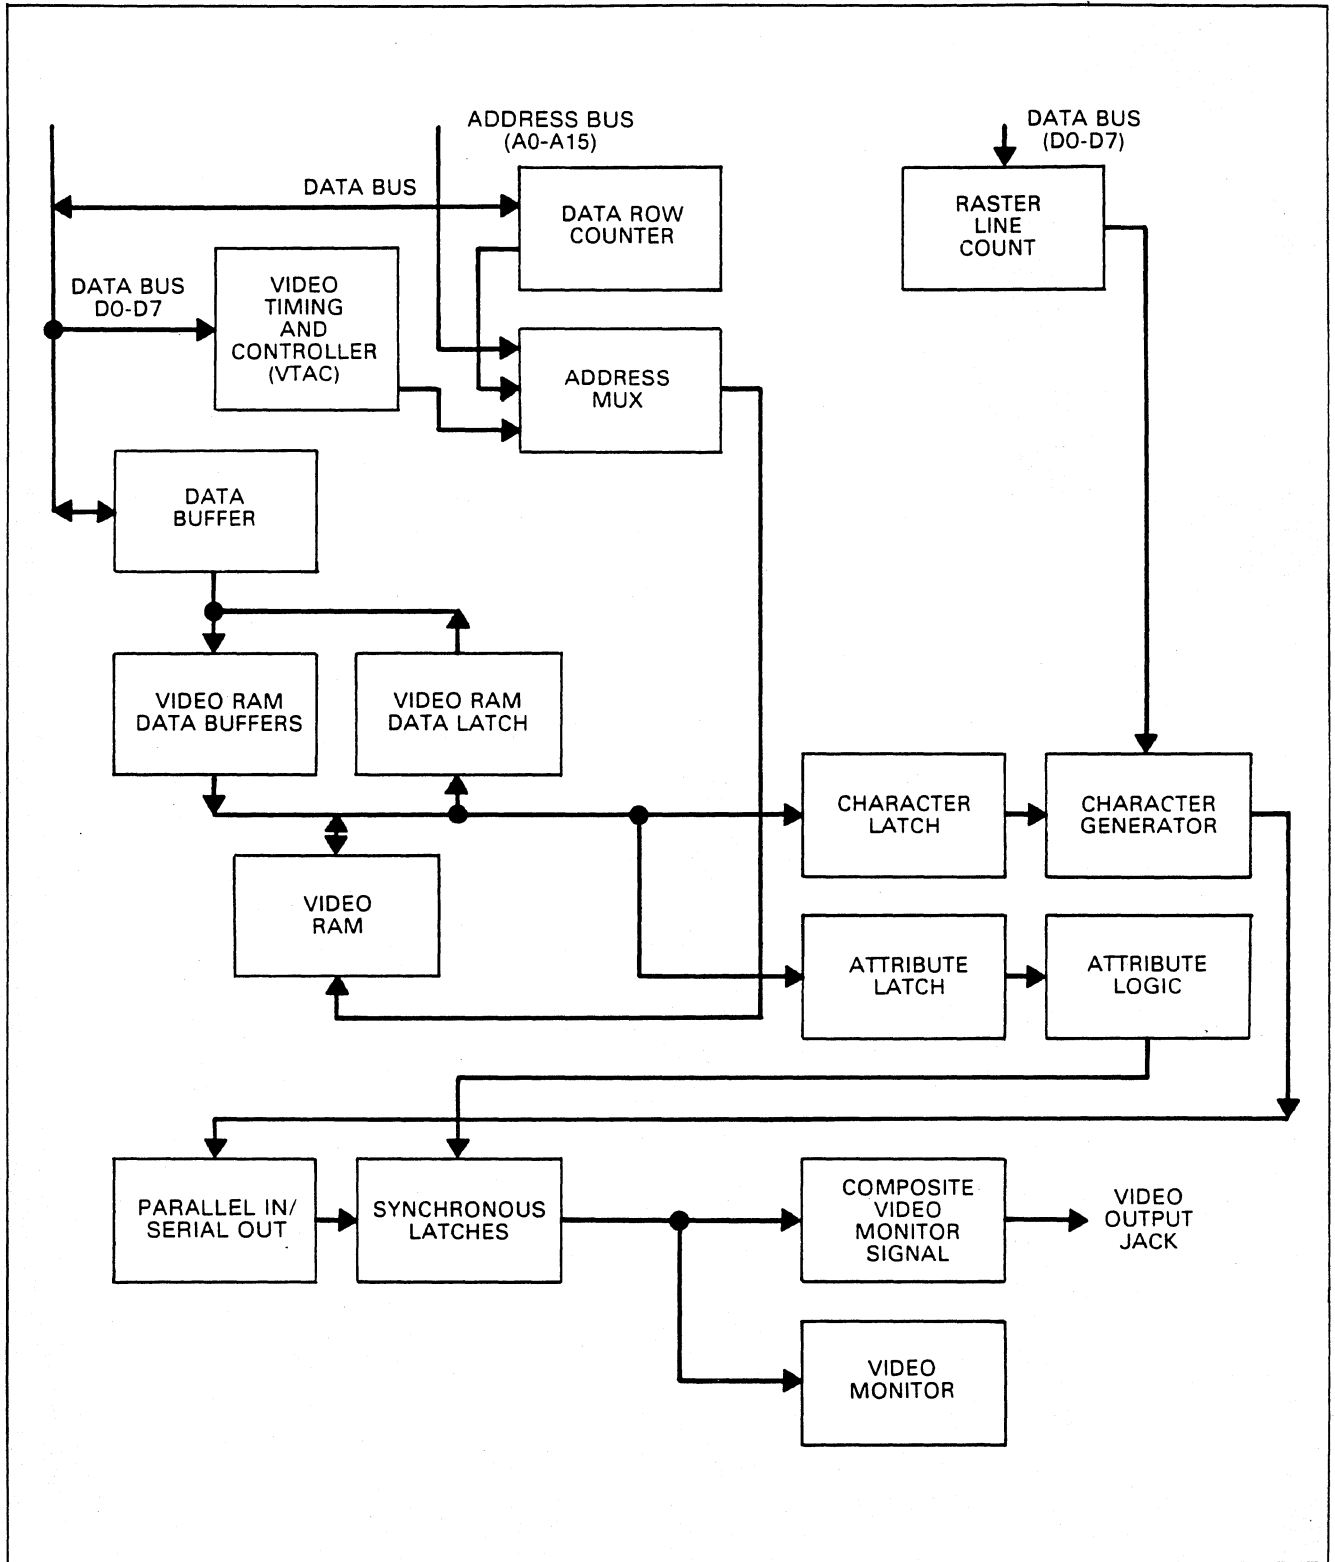 ADDRESS BUS
(A0-A15)
DATA BUS
(D0-D7)
DATA BUS
DATA ROW
COUNTER
RASTER
LINE
COUNT
DATA BUS
D0-D7
VIDEO
TIMING
AND
CONTROLLER
(VTAC)
ADDRESS
MUX
DATA
BUFFER
VIDEO RAM
DATA BUFFERS
VIDEO RAM
DATA LATCH
CHARACTER
LATCH
CHARACTER
GENERATOR
VIDEO
RAM
ATTRIBUTE
LATCH
ATTRIBUTE
LOGIC
PARALLEL IN/
SERIAL OUT
SYNCHRONOUS
LATCHES
COMPOSITE
VIDEO
MONITOR
SIGNAL
VIDEO
OUTPUT
JACK
VIDEO
MONITOR